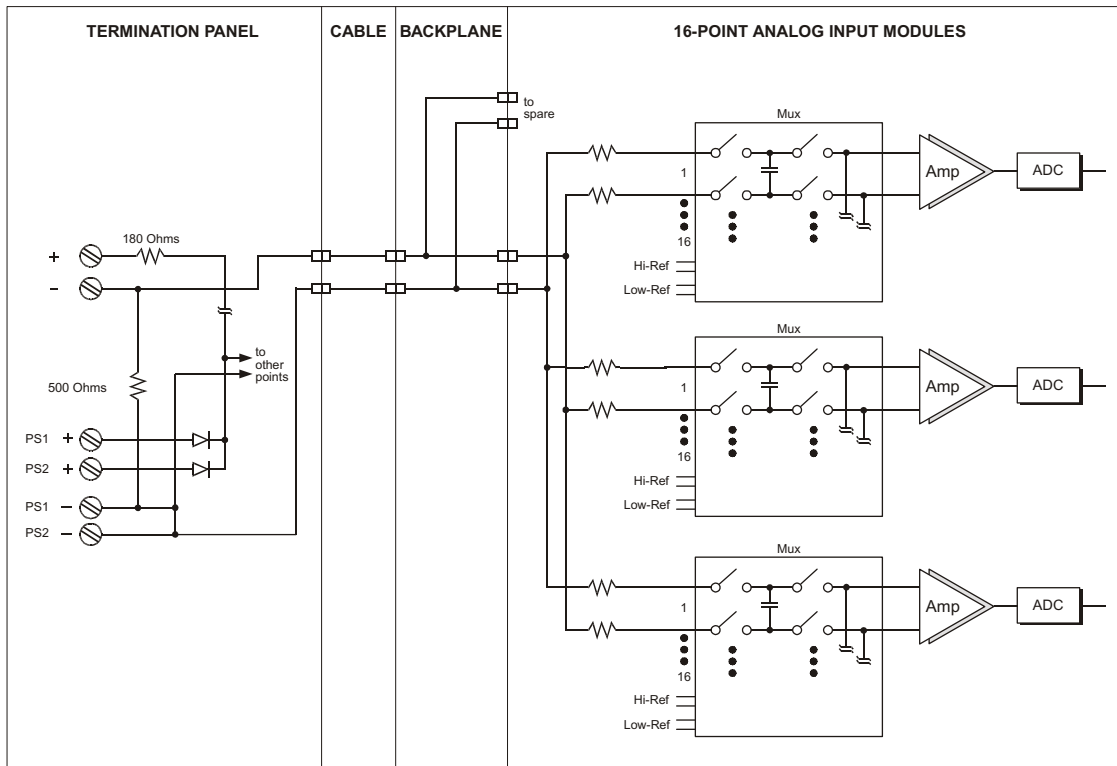 TERMINATION PANEL
CABLE
BACKPLANE
16-POINT ANALOG INPUT MODULES
to
spare
Mux
1
16
Hi-Ref
Low-Ref
Amp
ADC
+
180 Ohms
-
to
other
points
500 Ohms
PS1 +
PS2 +
PS1 -
PS2 -
Mux
1
16
Hi-Ref
Low-Ref
Amp
ADC
Mux
1
16
Hi-Ref
Low-Ref
Amp
ADC